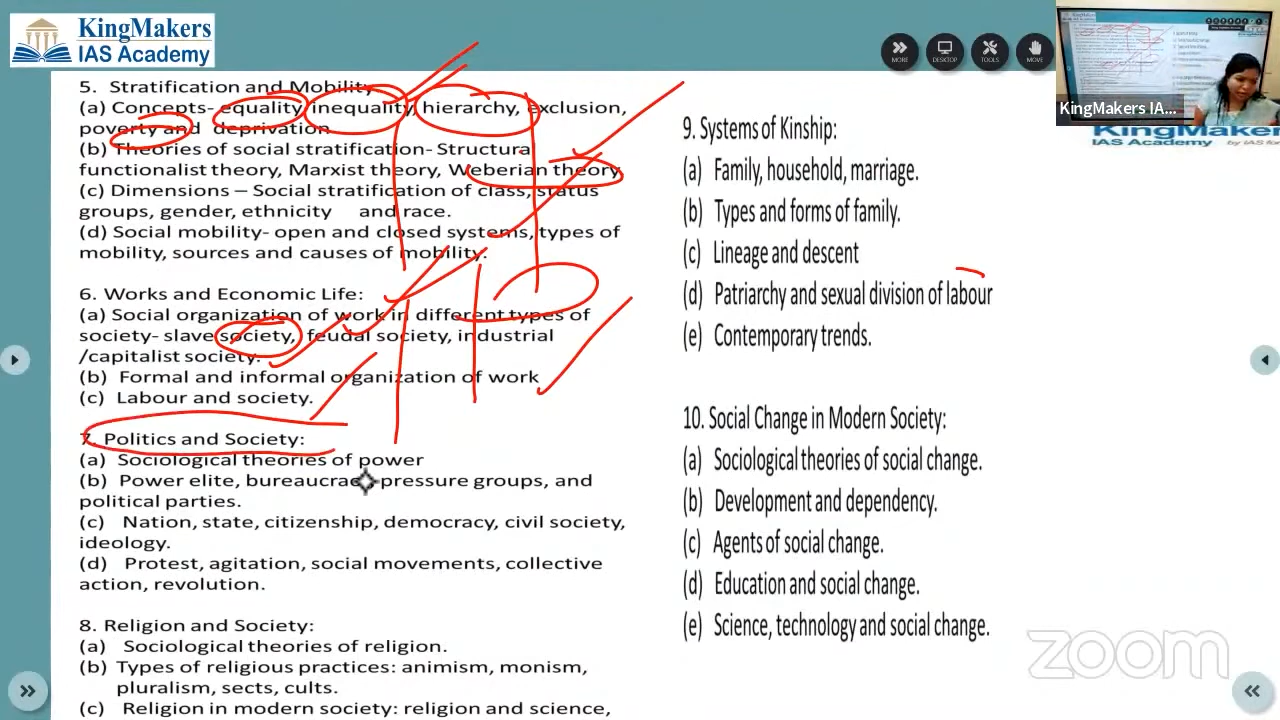 KingMakers
IAS Academy
5. Stratification and Mobility
(a) Concepts- equality inequality, hierarchy, exclusion,
poverty and deprivation
(b) Theories of social stratification- Structural
functionalist theory, Marxist theory, Weberian theory
(c) Dimensions – Social stratification of class, status
groups, gender, ethnicity and race.
(d) Social mobility- open and closed systems, types of
mobility, sources and causes of mobility.
6. Works and Economic Life:
(a) Social organization of work in different types of
society- slave society, feudal society, industrial
/capitalist society.
(b) Formal and informal organization of work
(c) Labour and society.
7. Politics and Society:
(a) Sociological theories of power
(b) Power elite, bureaucracy, pressure groups, and
political parties.
(c) Nation, state, citizenship, democracy, civil society,
ideology.
(d) Protest, agitation, social movements, collective
action, revolution.
8. Religion and Society:
(a) Sociological theories of religion.
(b) Types of religious practices: animism, monism,
pluralism, sects, cults.
(c) Religion in modern society: religion and science,
9. Systems of Kinship:
(a) Family, household, marriage.
(b) Types and forms of family.
(c) Lineage and descent
(d) Patriarchy and sexual division of labour
(e) Contemporary trends.
10. Social Change in Modern Society:
(a) Sociological theories of social change.
(b) Development and dependency.
(c) Agents of social change.
(d) Education and social change.
(e) Science, technology and social change.
MORE DESKTOP TOOLS MOVE
KingMakers IA...
KingMaker
IAS Academy by IAS for
zoom